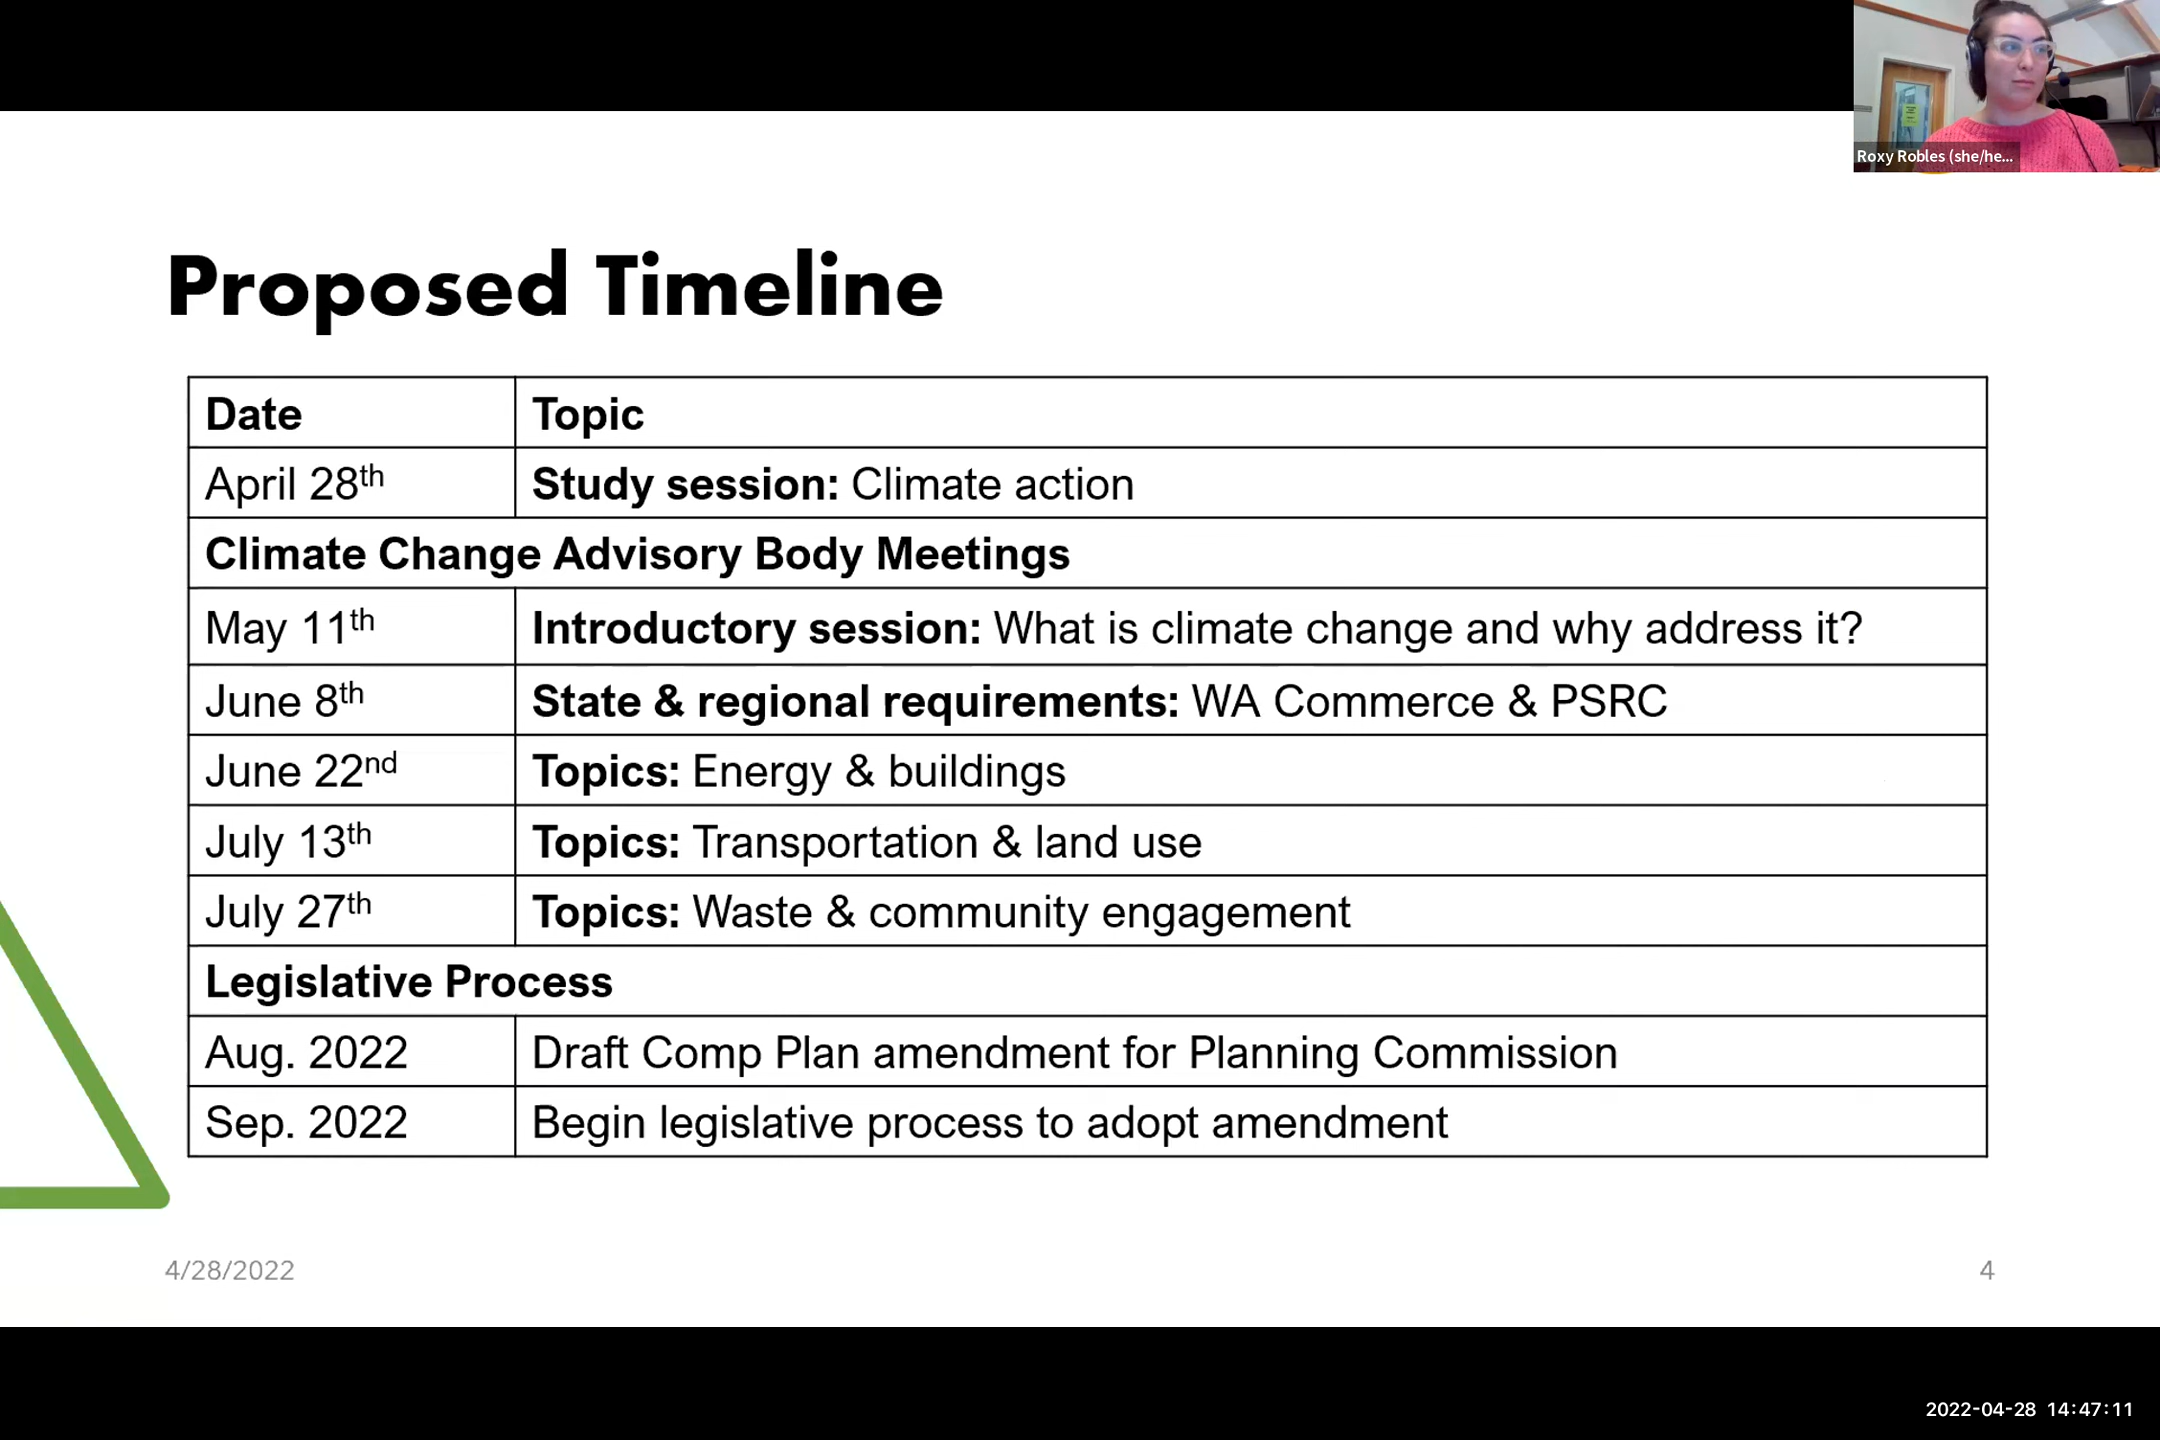 Roxy Robles (she/he...
Proposed Timeline
Date Topic
April 28th Study session: Climate action
Climate Change Advisory Body Meetings
May 11th Introductory session: What is climate change and why address it?
June 8th State & regional requirements: WA Commerce & PSRC
June 22nd Topics: Energy & buildings
July 13th Topics: Transportation & land use
July 27th Topics: Waste & community engagement
Legislative Process
Aug. 2022 Draft Comp Plan amendment for Planning Commission
Sep. 2022 Begin legislative process to adopt amendment
4/28/2022 4
2022-04-28 14:47:11